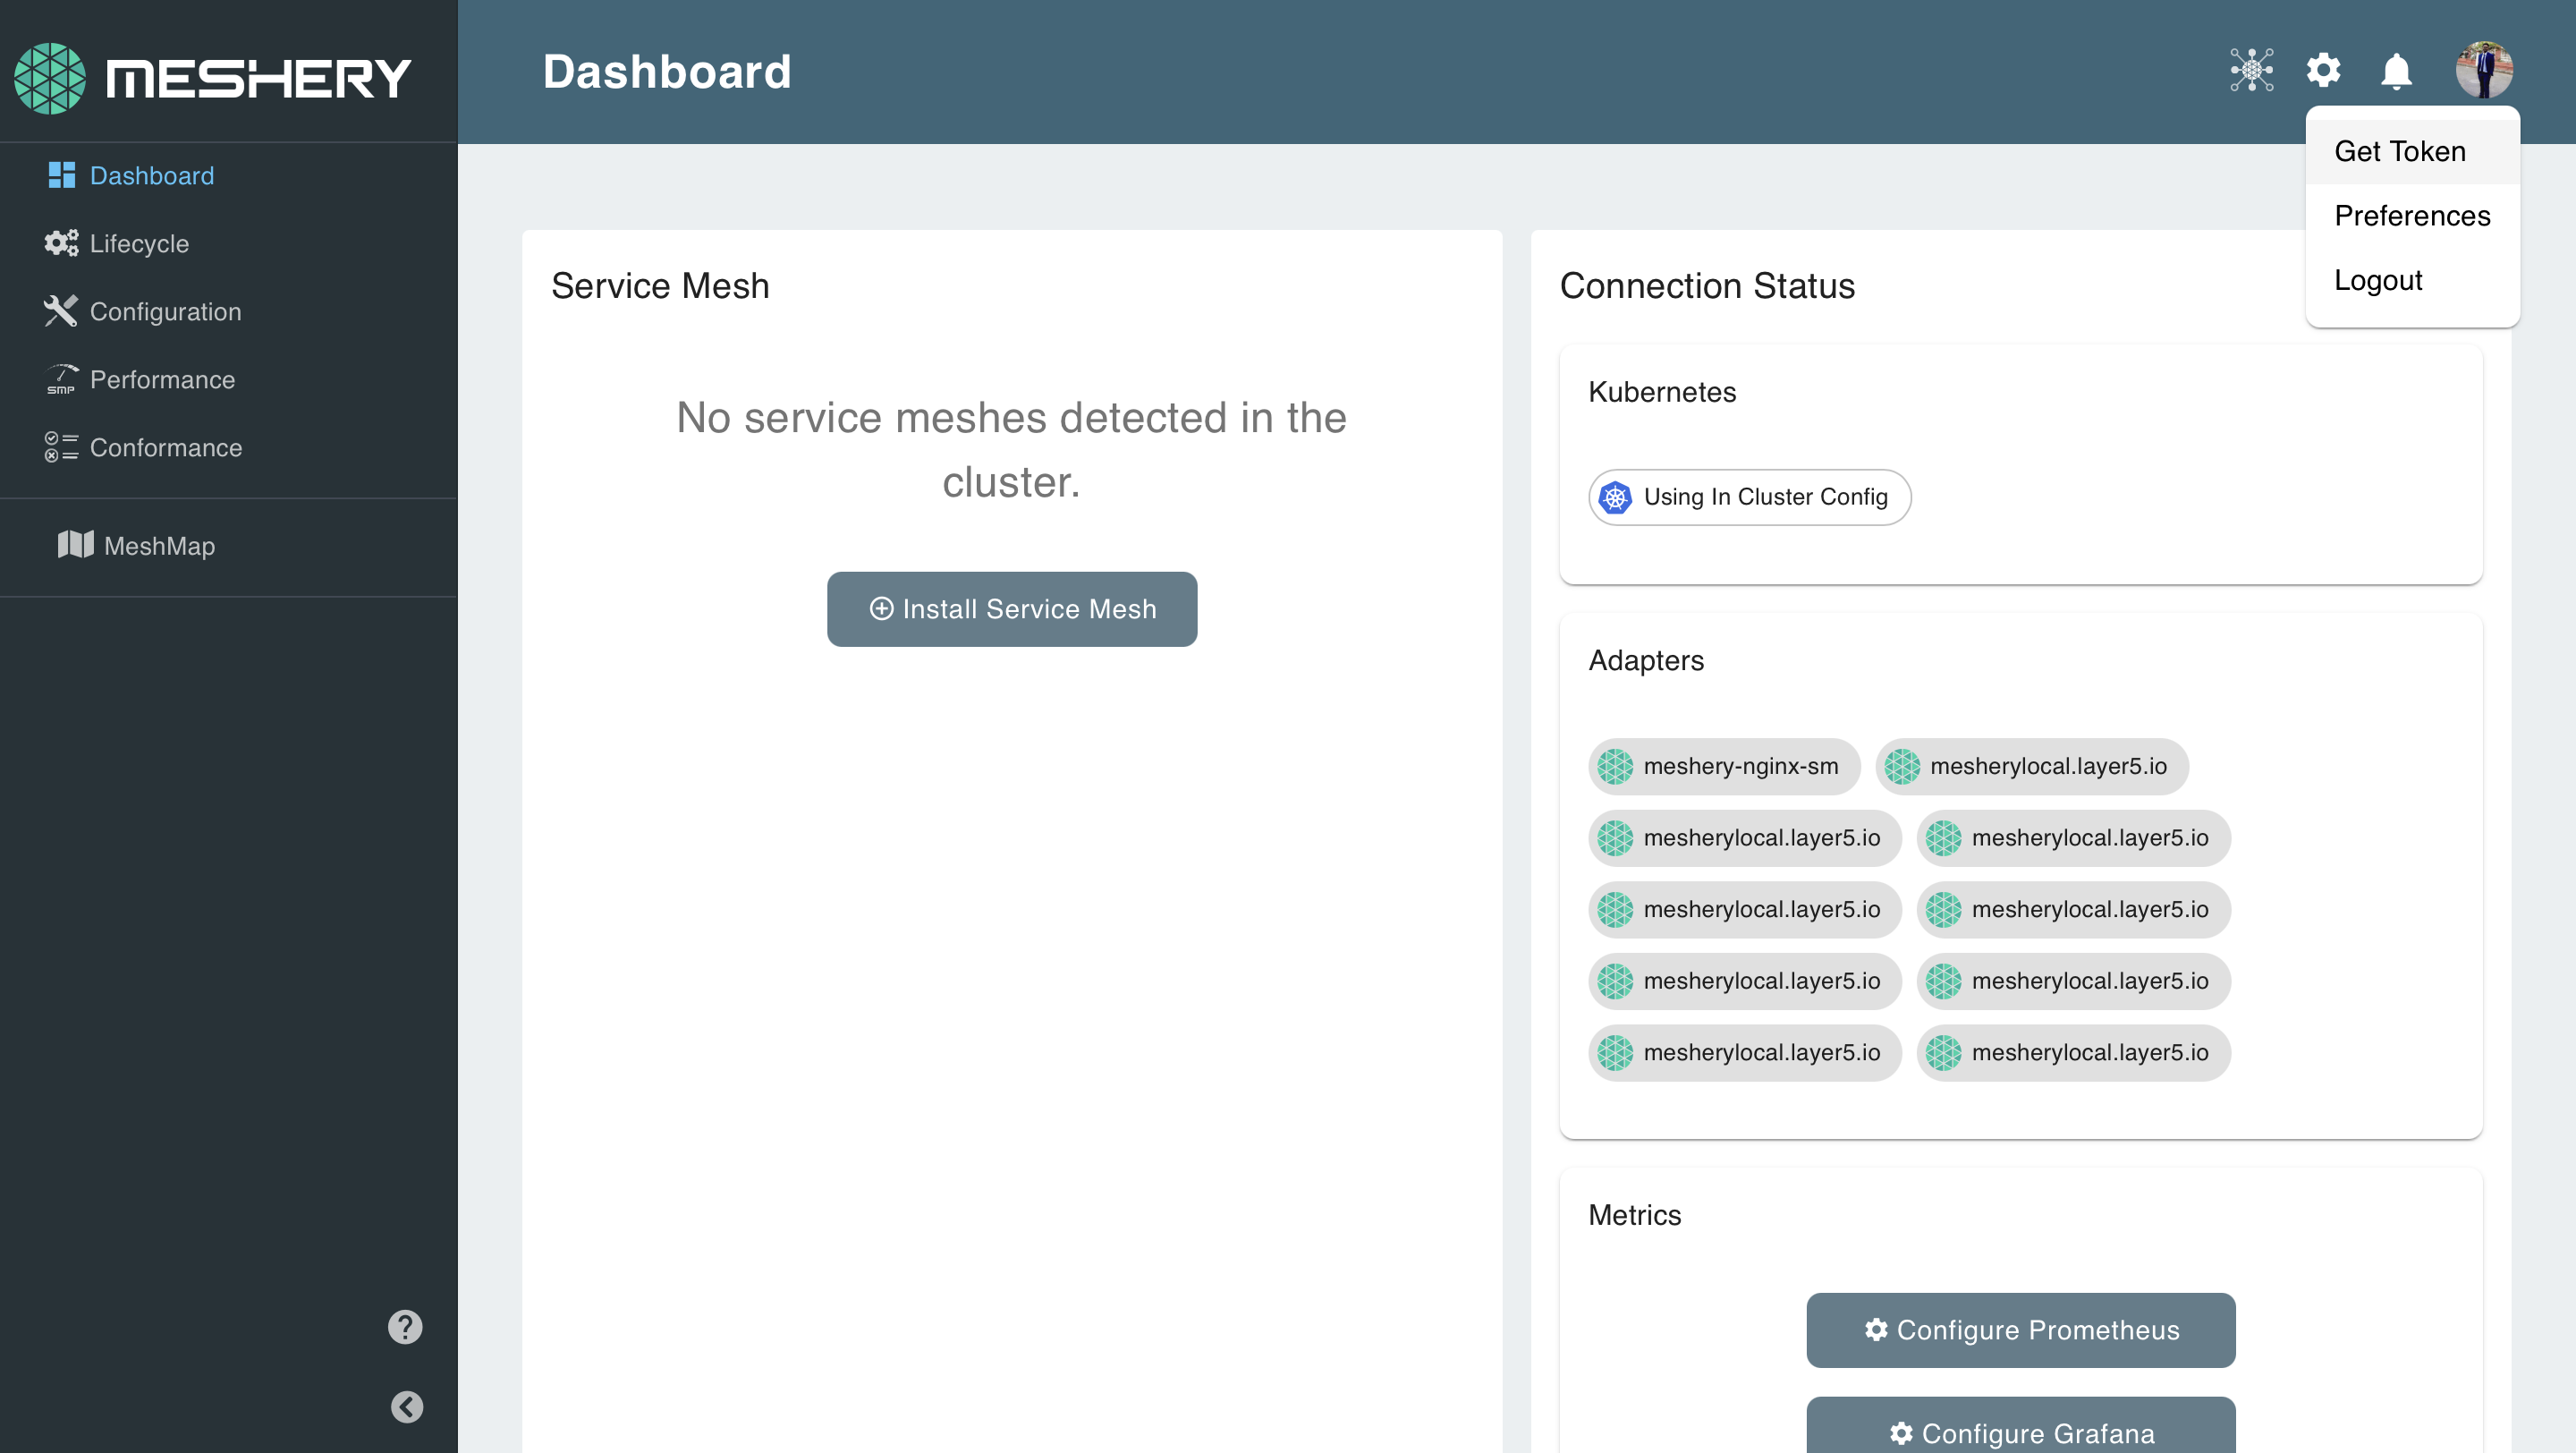 MESHERY
Dashboard
Get Token
Preferences
Logout
Dashboard
Lifecycle
Configuration
SMP
Performance
Conformance
MeshMap
?
Service Mesh
No service meshes detected in the
cluster.
Install Service Mesh
Connection Status
Kubernetes
Using In Cluster Config
Adapters
meshery-nginx-sm
mesherylocal.layer5.io
mesherylocal.layer5.io
mesherylocal.layer5.io
mesherylocal.layer5.io
mesherylocal.layer5.io
mesherylocal.layer5.io
mesherylocal.layer5.io
mesherylocal.layer5.io
mesherylocal.layer5.io
Metrics
Configure Prometheus
Configure Grafana